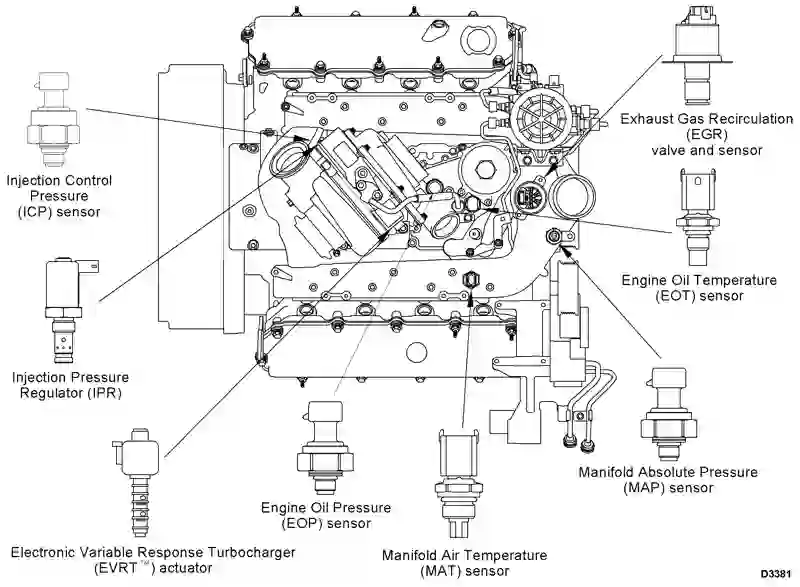 Exhaust Gas Recirculation
(EGR)
valve and sensor
Injection Control
Pressure
(ICP) sensor
Engine Oil Temperature
(EOT) sensor
Injection Pressure
Regulator (IPR)
Manifold Absolute Pressure
(MAP) sensor
Engine Oil Pressure
(EOP) sensor
Electronic Variable Response Turbocharger
(EVRT™) actuator
Manifold Air Temperature
(MAT) sensor
D3381